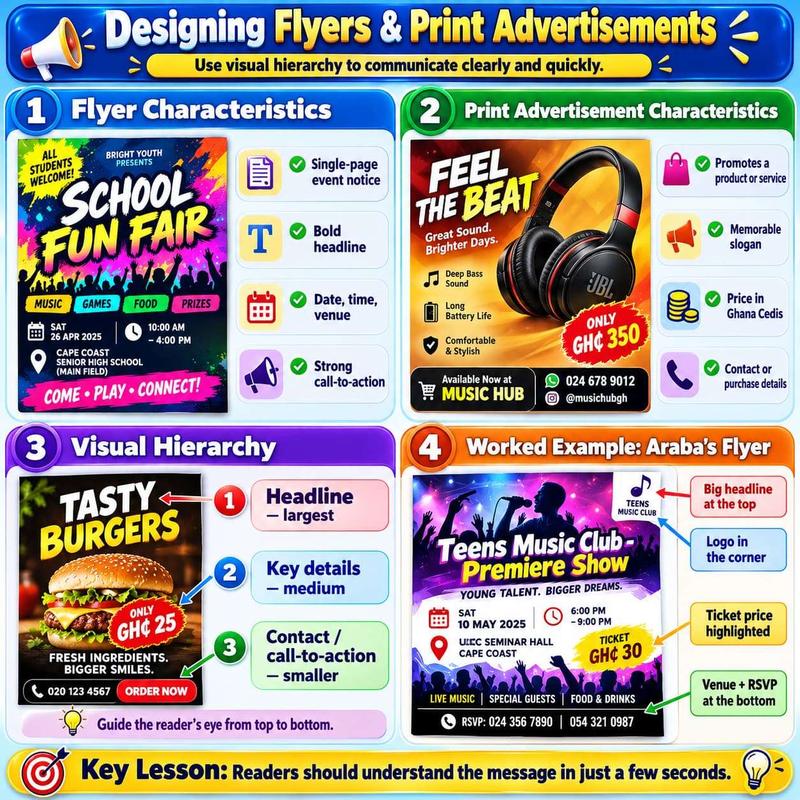 Designing Flyers & Print Advertisements
Use visual hierarchy to communicate clearly and quickly.
1 Flyer Characteristics
ALL
STUDENTS
WELCOME!
BRIGHT YOUTH
PRESENTS
SCHOOL
FUN FAIR
MUSIC GAMES FOOD PRIZES
SAT
26 APR 2025
10:00 AM
– 4:00 PM
CAPE COAST
SENIOR HIGH SCHOOL
(MAIN FIELD)
COME • PLAY • CONNECT!
Single-page
event notice
T
Bold
headline
Date, time,
venue
Strong
call-to-action
2 Print Advertisement Characteristics
FEEL
THE BEAT
Great Sound.
Brighter Days.
Deep Bass
Sound
Long
Battery Life
Comfortable
& Stylish
JBL
ONLY
GH₵ 350
Available Now at
MUSIC HUB
024 678 9012
@musichubgh
Promotes a
product or service
Memorable
slogan
Price in
Ghana Cedis
Contact or
purchase details
3 Visual Hierarchy
TASTY
BURGERS
ONLY
GH₵ 25
FRESH INGREDIENTS.
BIGGER SMILES.
020 123 4567 ORDER NOW
1 Headline
– largest
2 Key details
– medium
3 Contact /
call-to-action
– smaller
Guide the reader's eye from top to bottom.
4 Worked Example: Araba's Flyer
TEENS
MUSIC CLUB
Teens Music Club-
Premiere Show
YOUNG TALENT. BIGGER DREAMS.
SAT
10 MAY 2025
6:00 PM
– 9:00 PM
SEMINAR HALL
CAPE COAST
TICKET
GH₵ 30
LIVE MUSIC | SPECIAL GUESTS | FOOD & DRINKS
RSVP: 024 356 7890 | 054 321 0987
Big headline
at the top
Logo in
the corner
Ticket price
highlighted
Venue + RSVP
at the bottom
Key Lesson: Readers should understand the message in just a few seconds.